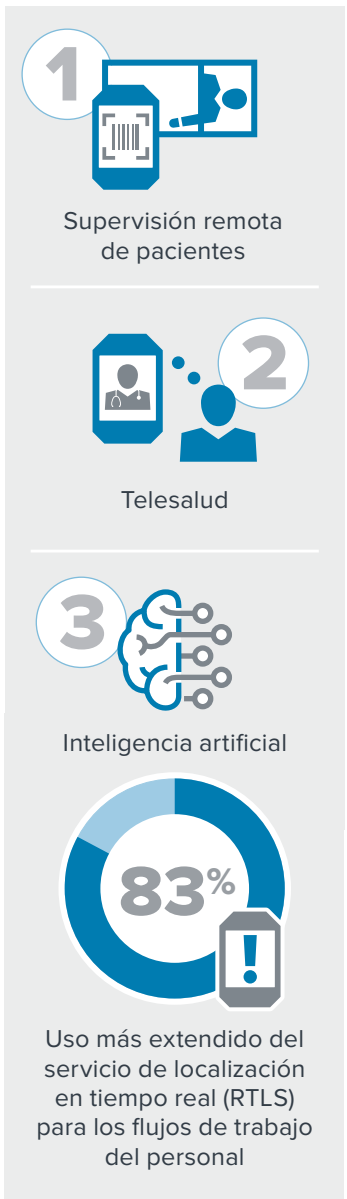 1
Supervisión remota
de pacientes
2
Telesalud
3
Inteligencia artificial
83%
!
Uso más extendido del
servicio de localización
en tiempo real (RTLS)
para los flujos de trabajo
del personal